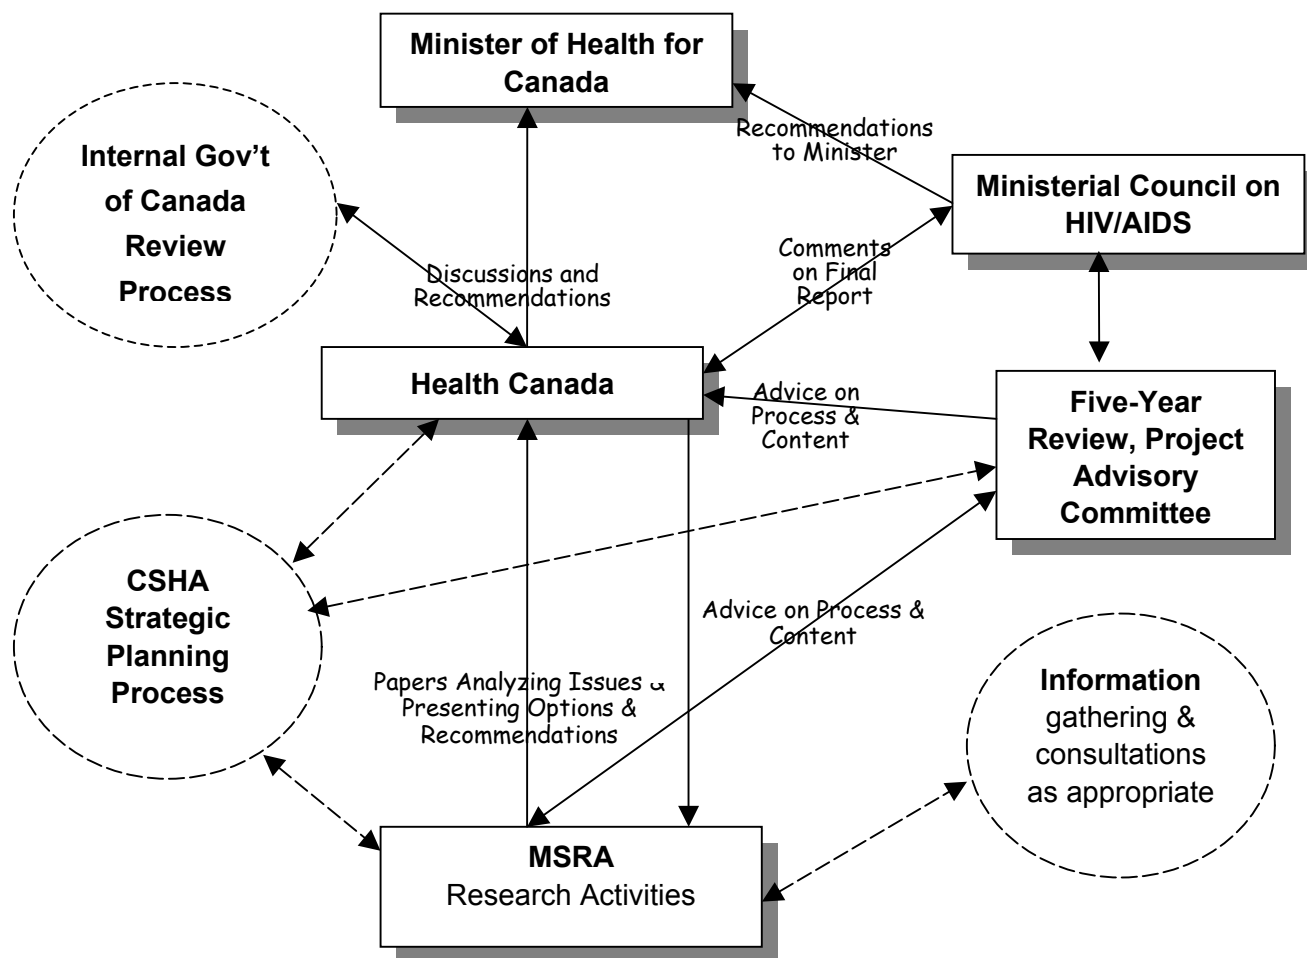 Minister of Health for
Canada
Recommendations
to Minister
Internal Gov't
of Canada
Review
Process
Ministerial Council on
HIV/AIDS
Comments
on Final
Report
Discussions and
Recommendations
Health Canada
Advice on
Process &
Content
Five-Year
Review, Project
Advisory
Committee
CSHA
Strategic
Planning
Process
Advice on Process &
Content
Papers Analyzing Issues &
Presenting Options &
Recommendations
Information
gathering &
consultations
as appropriate
MSRA
Research Activities